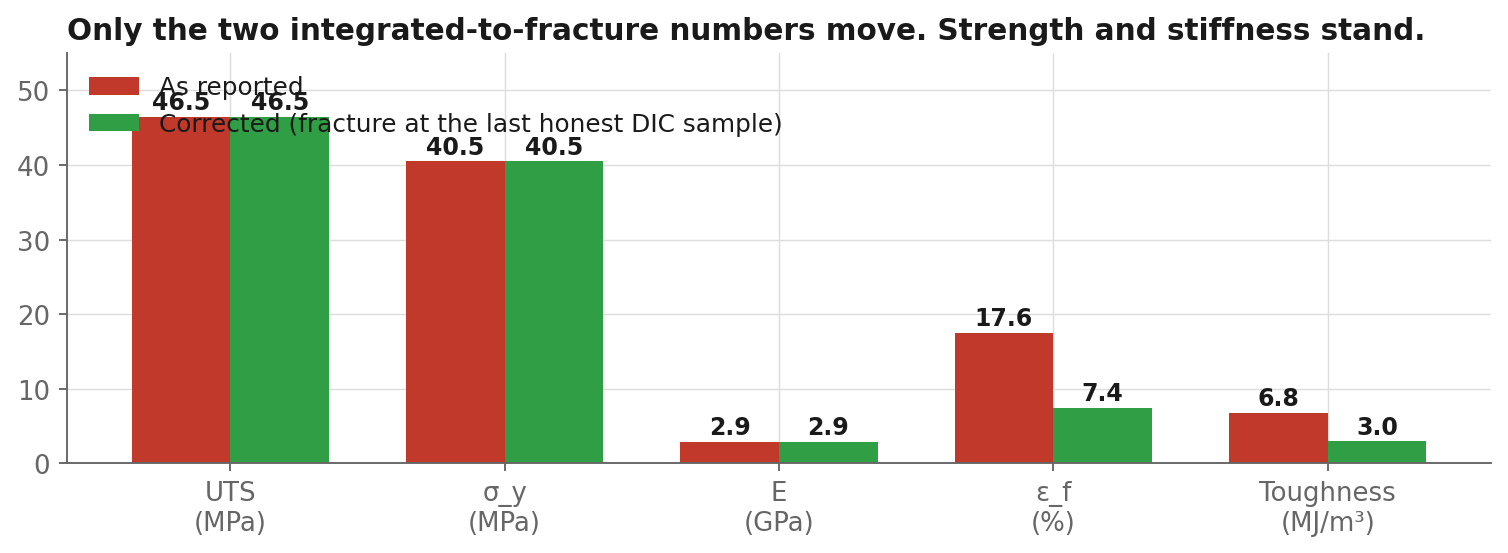 Only the two integrated-to-fracture numbers move. Strength and stiffness stand.
As reported
Corrected (fracture at the last honest DIC sample)
50
40
30
20
10
0
46.5 46.5
40.5 40.5
2.9 2.9
17.6
7.4
6.8
3.0
UTS
(MPa)
σ_y
(MPa)
E
(GPa)
ε_f
(%)
Toughness
(MJ/m³)